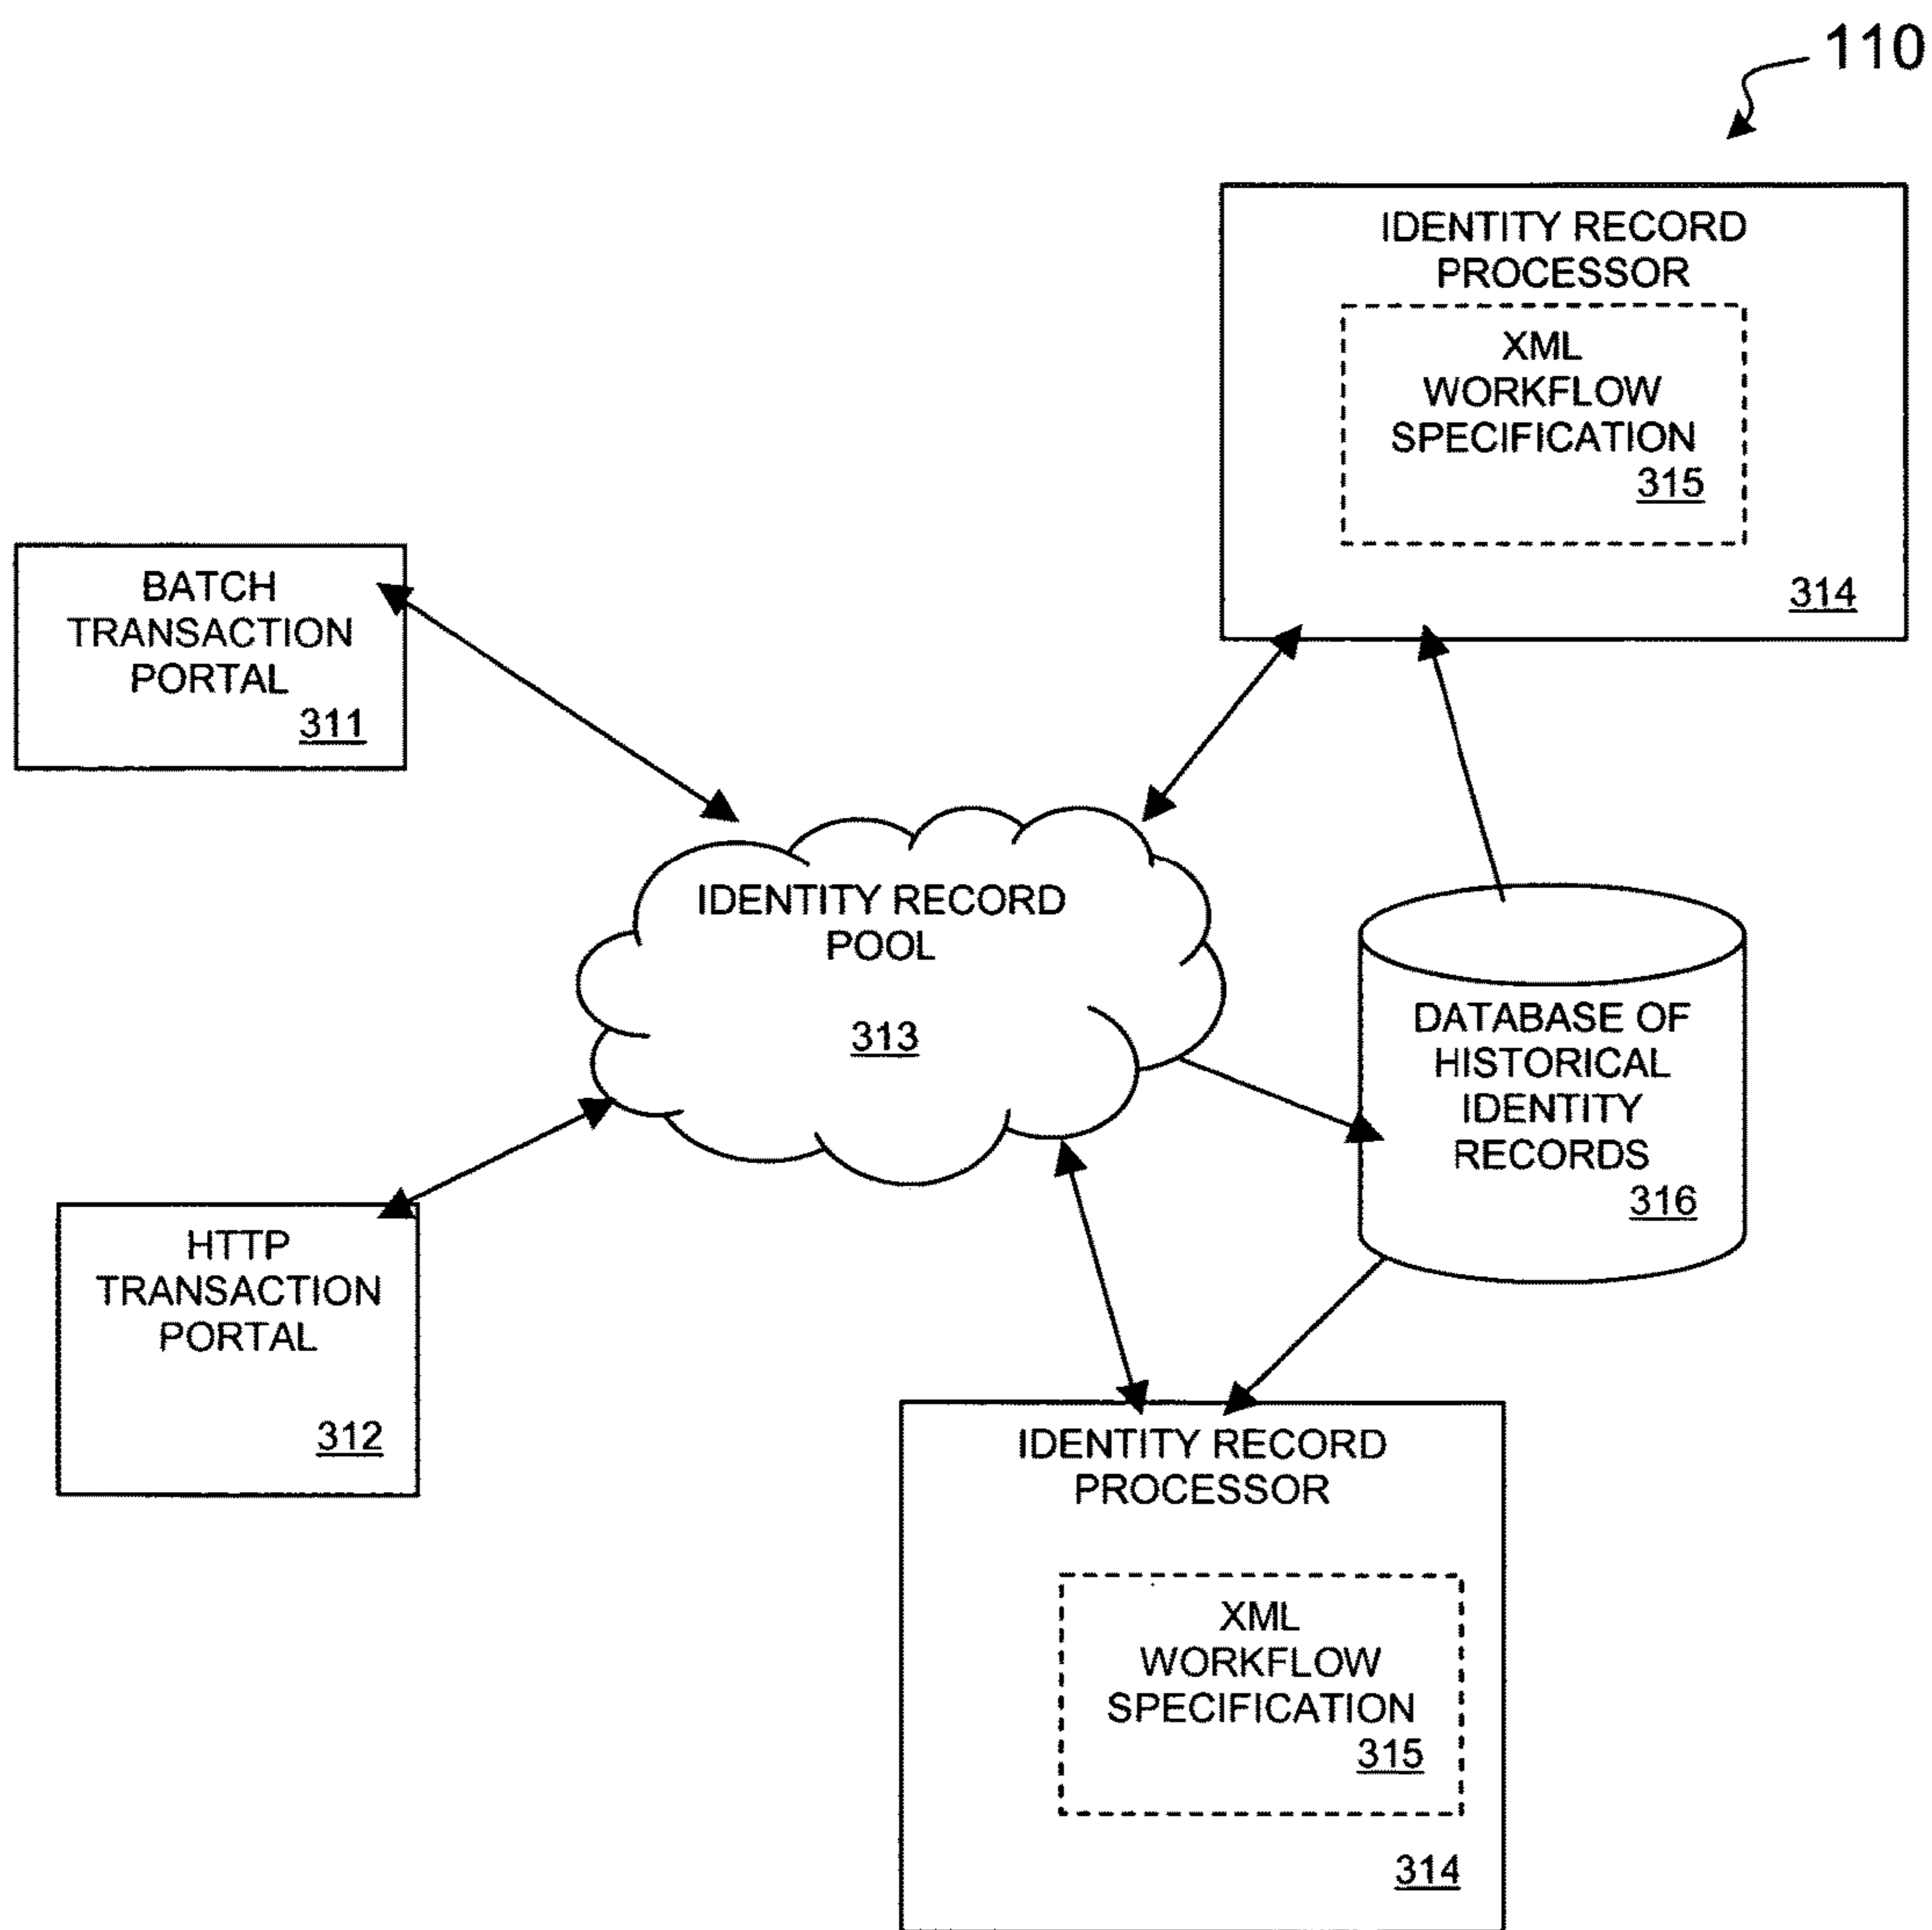 110
IDENTITY RECORD
PROCESSOR
XML
WORKFLOW
SPECIFICATION
315
314
BATCH
TRANSACTION
PORTAL
311
IDENTITY RECORD
POOL
313
DATABASE OF
HISTORICAL
IDENTITY
RECORDS
316
HTTP
TRANSACTION
PORTAL
312
IDENTITY RECORD
PROCESSOR
XML
WORKFLOW
SPECIFICATION
315
314